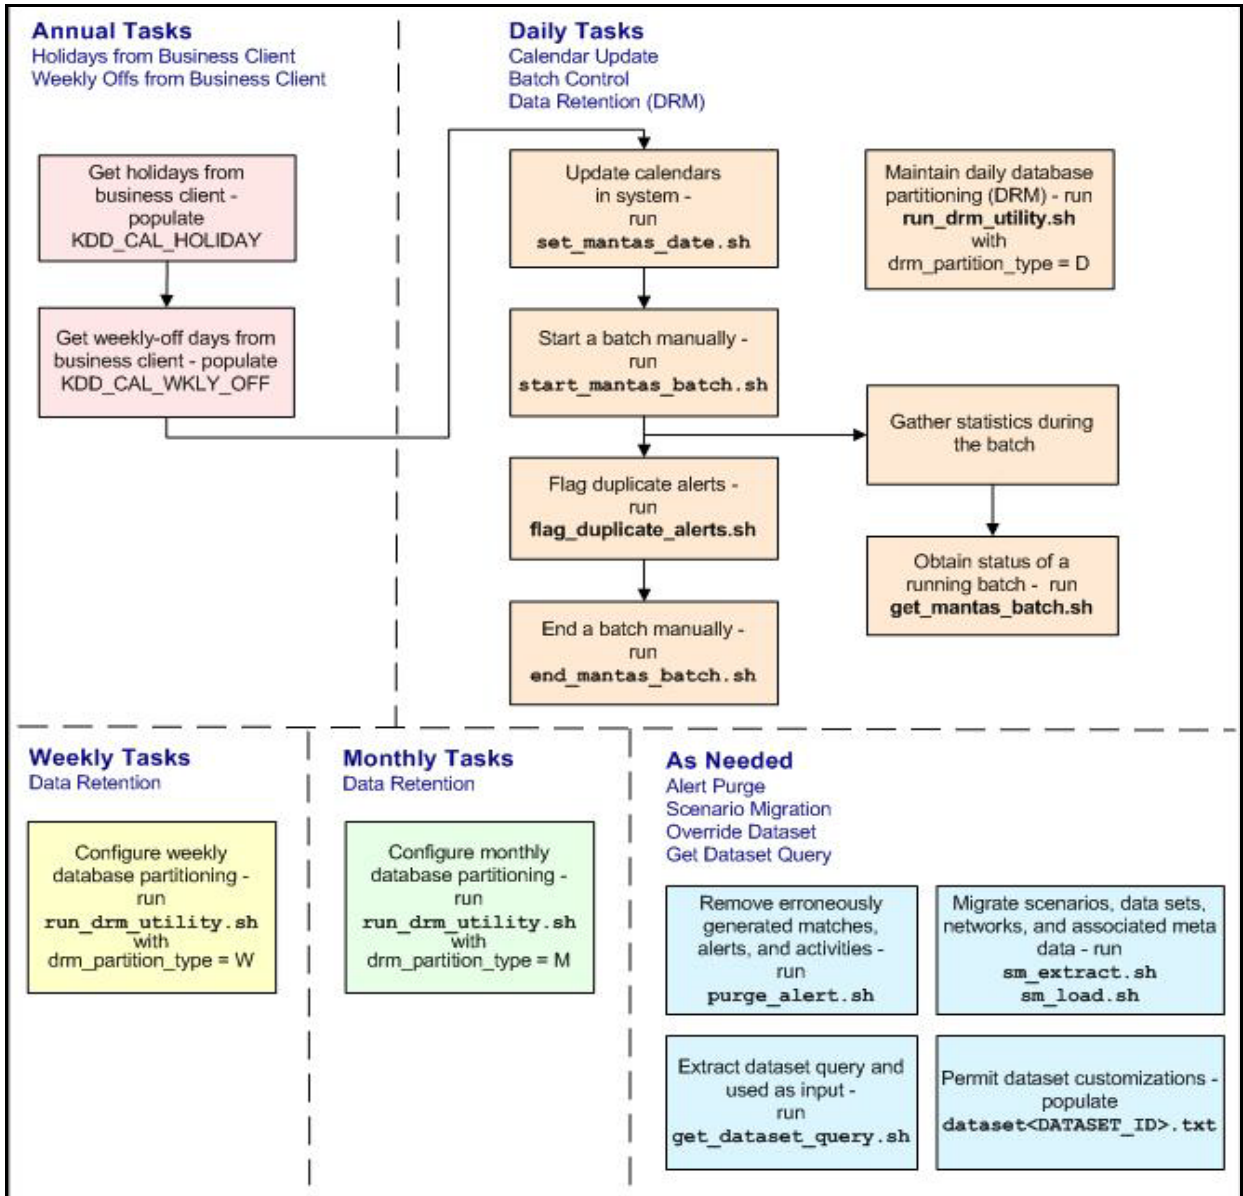 Annual Tasks
Holidays from Business Client
Weekly Offs from Business Client
Get holidays from
business client -
populate
KDD_CAL_HOLIDAY
Get weekly-off days from
business client - populate
KDD_CAL_WKLY_OFF
Daily Tasks
Calendar Update
Batch Control
Data Retention (DRM)
Update calendars
in system -
run
set_mantas_date.sh
Start a batch manually -
run
start_mantas_batch.sh
Flag duplicate alerts -
run
flag_duplicate_alerts.sh
End a batch manually -
run
end_mantas_batch.sh
Maintain daily database
partitioning (DRM) - run
run_drm_utility.sh
with
drm_partition_type = D
Gather statistics during
the batch
Obtain status of a
running batch - run
get_mantas_batch.sh
Weekly Tasks
Data Retention
Configure weekly
database partitioning -
run
run_drm_utility.sh
with
drm_partition_type = W
Monthly Tasks
Data Retention
Configure monthly
database partitioning -
run
run_drm_utility.sh
with
drm_partition_type = M
As Needed
Alert Purge
Scenario Migration
Override Dataset
Get Dataset Query
Remove erroneously
generated matches,
alerts, and activities -
run
purge_alert.sh
Migrate scenarios, data sets,
networks, and associated meta
data - run
sm_extract.sh
sm_load.sh
Extract dataset query and
used as input -
run
get_dataset_query.sh
Permit dataset customizations -
populate
dataset<DATASET_ID>.txt